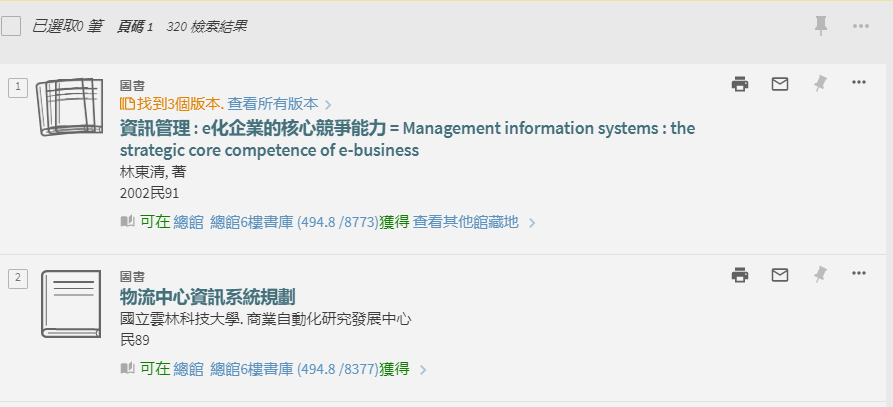 已選取0 筆 頁碼 1 320 檢索結果
1
圖書
找到3個版本. 查看所有版本
資訊管理 : e化企業的核心競爭能力 = Management information systems : the
strategic core competence of e-business
林東清, 著
2002民91
可在 總館 總館6樓書庫 (494.8 /8773)獲得 查看其他館藏地
2
圖書
物流中心資訊系統規劃
國立雲林科技大學. 商業自動化研究發展中心
民89
可在 總館 總館6樓書庫 (494.8 /8377)獲得